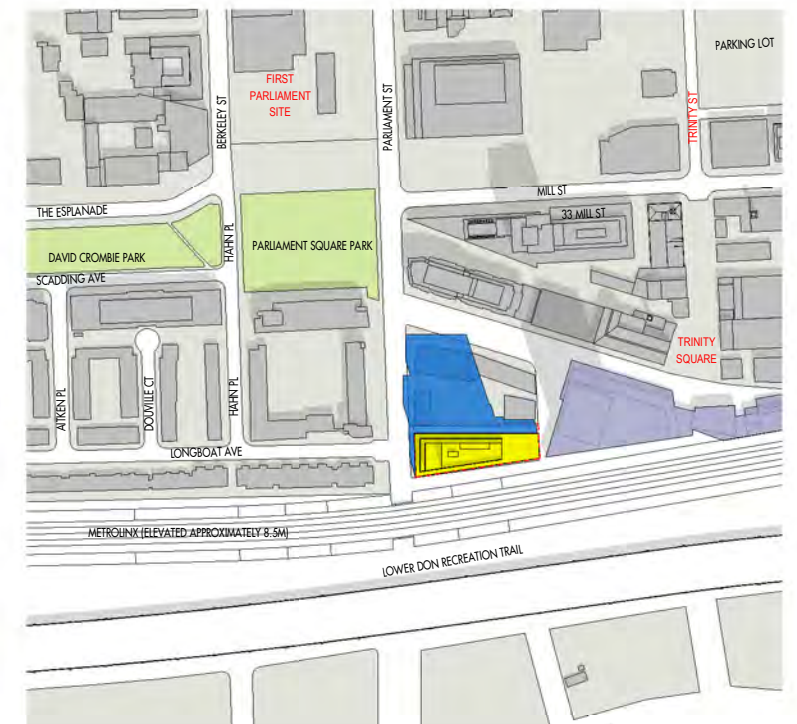 PARKING LOT
FIRST
PARLIAMENT
SITE
BERKELEY ST
PARLIAMENT ST
TRINITY ST
MILL ST
THE ESPLANADE
33 MILL ST
HAHN PL
PARLIAMENT SQUARE PARK
DAVID CROMBIE PARK
SCADDING AVE
TRINITY
SQUARE
AITKEN PL
DOUVILLE CT
HAHN PL
LONGBOAT AVE
METROLINX (ELEVATED APPROXIMATELY 8.5M)
LOWER DON RECREATION TRAIL